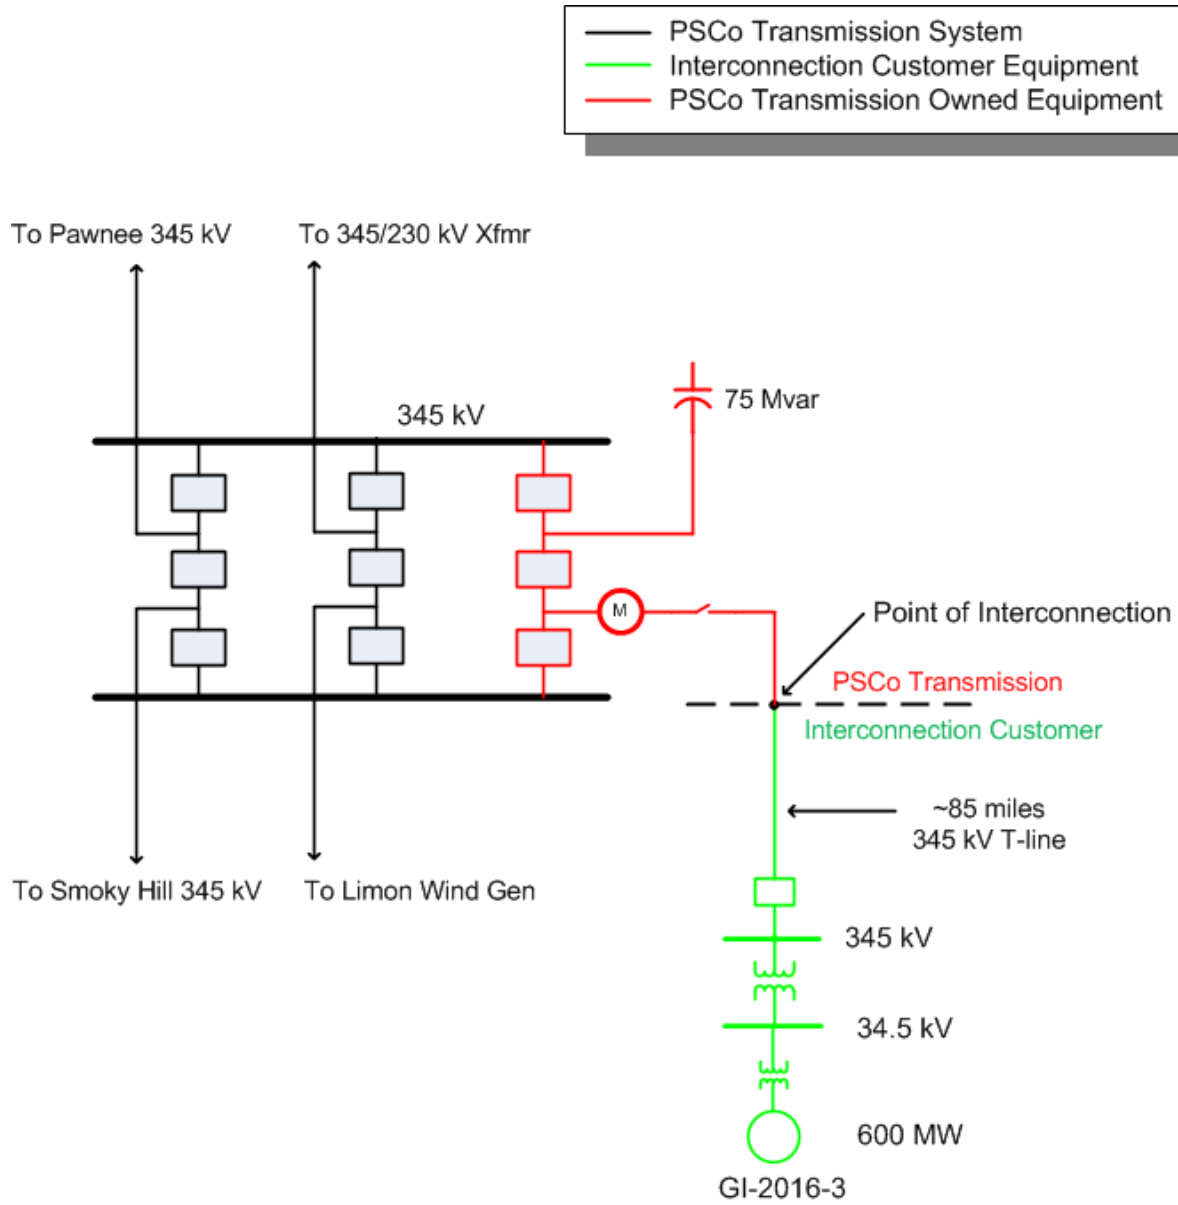 PSCo Transmission System
Interconnection Customer Equipment
PSCo Transmission Owned Equipment
To Pawnee 345 kV
To 345/230 kV Xfmr
345 kV
75 Mvar
M
Point of Interconnection
PSCo Transmission
Interconnection Customer
~85 miles
345 kV T-line
To Smoky Hill 345 kV
To Limon Wind Gen
345 kV
34.5 kV
600 MW
GI-2016-3